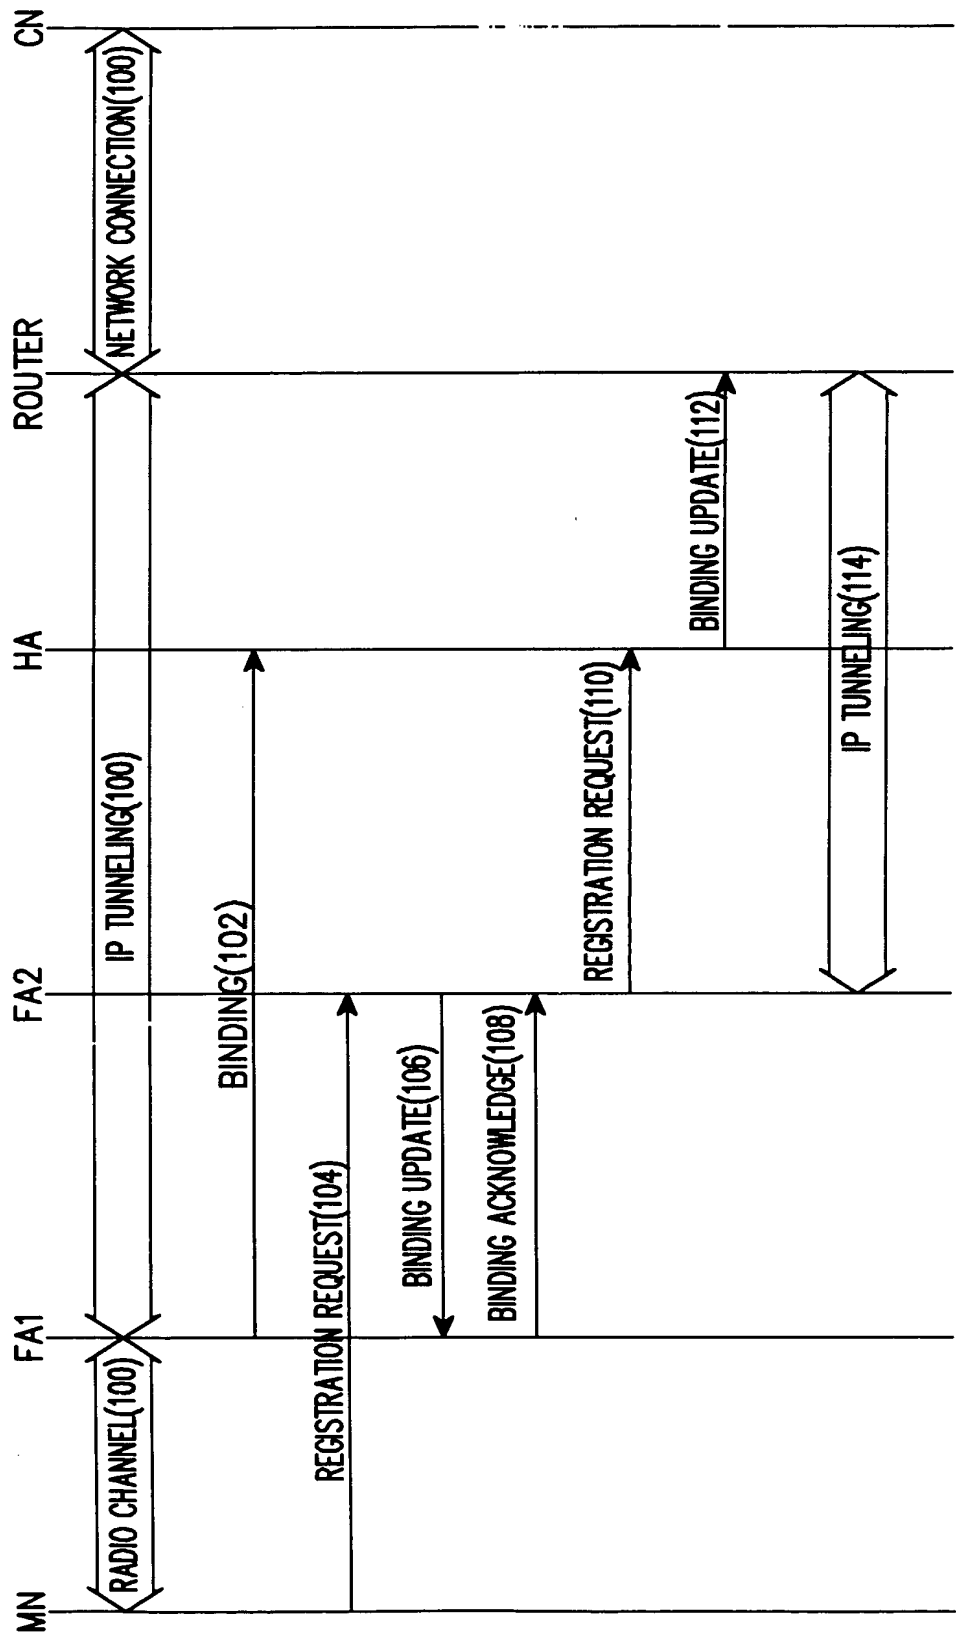 MN
FA1
FA2
HA
ROUTER
CN
RADIO CHANNEL(100)
IP TUNNELING(100)
NETWORK CONNECTION(100)
BINDING(102)
REGISTRATION REQUEST(104)
BINDING UPDATE(106)
BINDING ACKNOWLEDGE(108)
REGISTRATION REQUEST(110)
BINDING UPDATE(112)
IP TUNNELING(114)